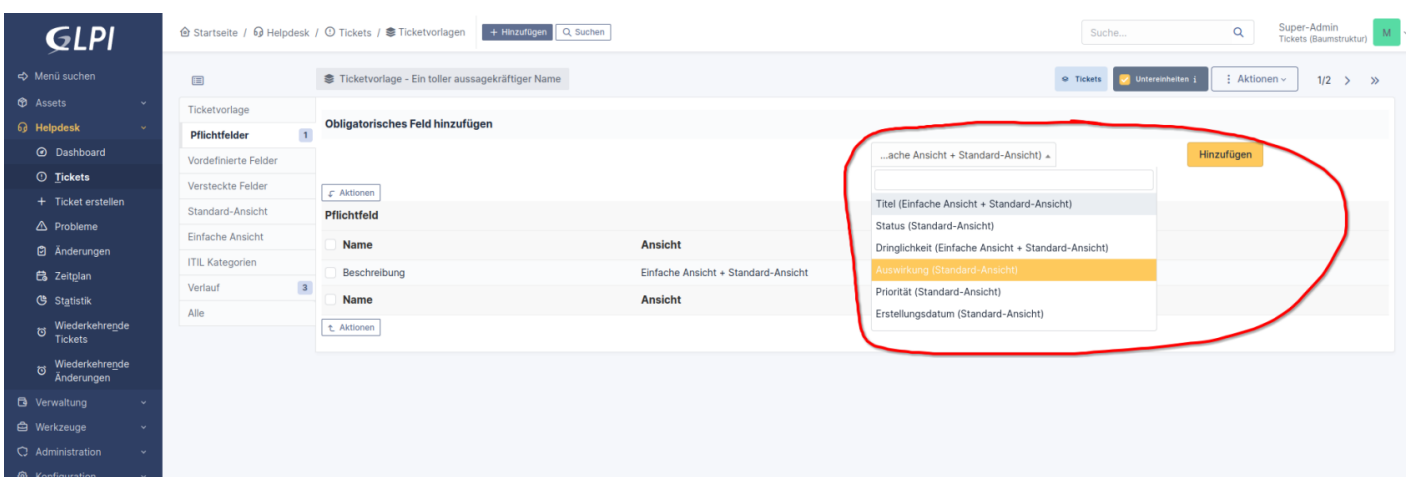 GLPI
Startseite / Helpdesk / Tickets / Ticketvorlagen
+ Hinzufügen
Suchen
Suche...
Super-Admin
Tickets (Baumstruktur)
M
Menü suchen
Assets
Helpdesk
Dashboard
Tickets
+ Ticket erstellen
Probleme
Änderungen
Zeitplan
Statistik
Wiederkehrende
Tickets
Wiederkehrende
Änderungen
Verwaltung
Werkzeuge
Administration
Konfiguration
Ticketvorlage - Ein toller aussagekräftiger Name
Tickets
Untereinheiten i
Aktionen
1/2
Ticketvorlage
Pflichtfelder 1
Vordefinierte Felder
Versteckte Felder
Standard-Ansicht
Einfache Ansicht
ITIL Kategorien
Verlauf 3
Alle
Obligatorisches Feld hinzufügen
...ache Ansicht + Standard-Ansicht)
Hinzufügen
Titel (Einfache Ansicht + Standard-Ansicht)
Status (Standard-Ansicht)
Dringlichkeit (Einfache Ansicht + Standard-Ansicht)
Auswirkung (Standard-Ansicht)
Priorität (Standard-Ansicht)
Erstellungsdatum (Standard-Ansicht)
Aktionen
Pflichtfeld
Name Ansicht
Beschreibung Einfache Ansicht + Standard-Ansicht
Name Ansicht
Aktionen